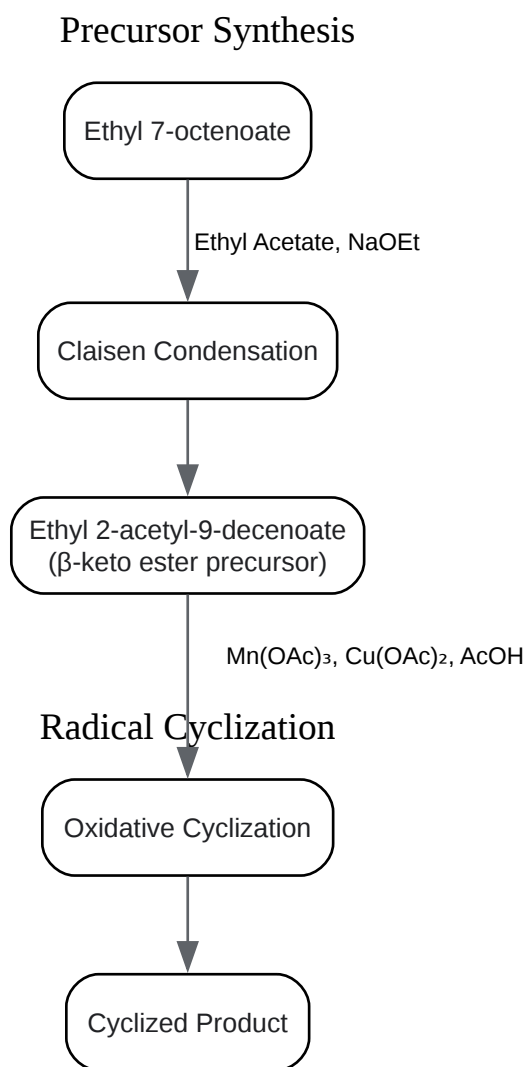 Precursor Synthesis
Ethyl 7-octenoate
Ethyl Acetate, NaOEt
Claisen Condensation
Ethyl 2-acetyl-9-decenoate
(β-keto ester precursor)
Mn(OAc)₃, Cu(OAc)₂, AcOH
Radical Cyclization
Oxidative Cyclization
Cyclized Product